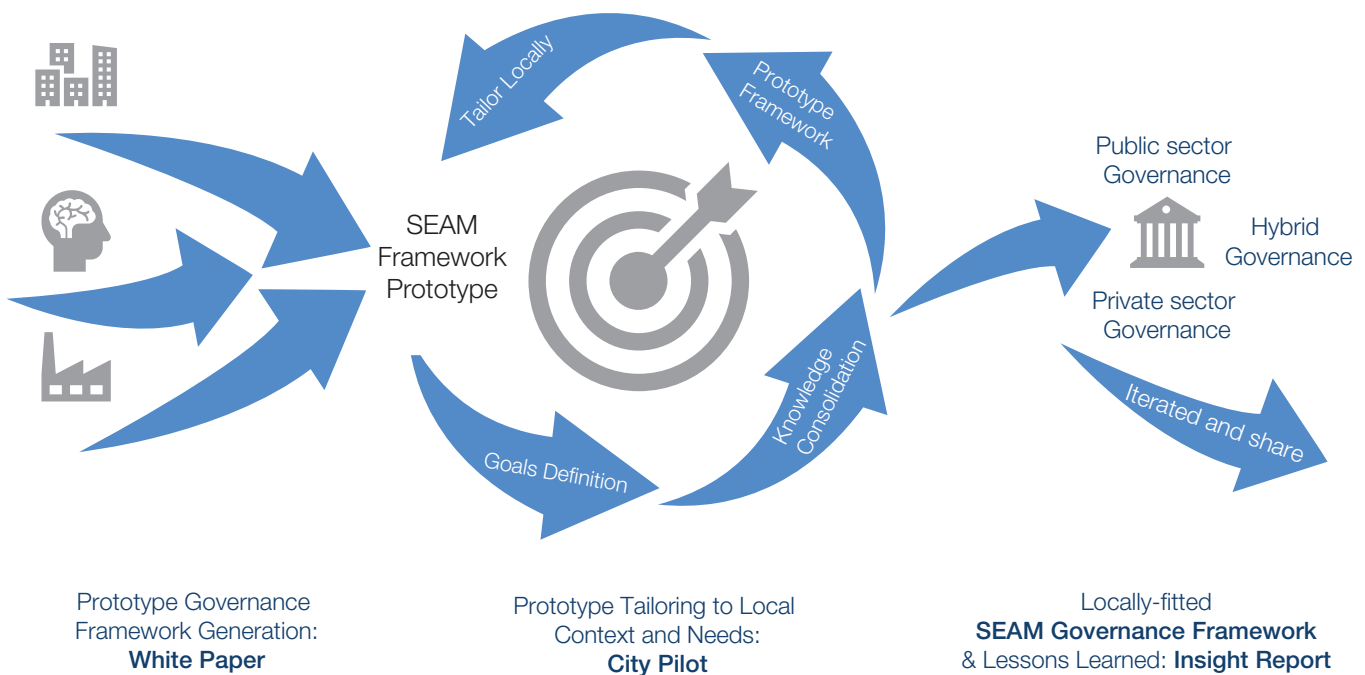 Tailor Locally
Prototype
Framework
SEAM
Framework
Prototype
Goals Definition
Knowledge
Consolidation
Public sector
Governance
Hybrid
Governance
Private sector
Governance
Iterated and share
Prototype Governance
Framework Generation:
White Paper
Prototype Tailoring to Local
Context and Needs:
City Pilot
Locally-fitted
SEAM Governance Framework
& Lessons Learned: Insight Report